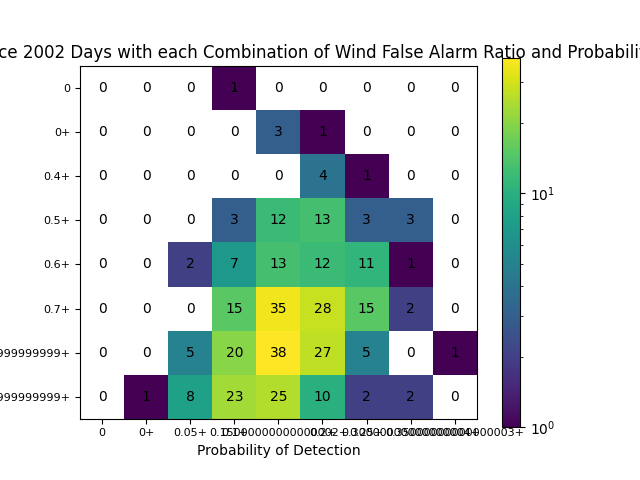 ce 2002 Days with each Combination of Wind False Alarm Ratio and Probabili
0 0 0 0 1 0 0 0 0 0
0+ 0 0 0 0 3 1 0 0 0
0.4+ 0 0 0 0 0 4 1 0 0
10¹
0.5+ 0 0 0 3 12 13 3 3 0
0.6+ 0 0 2 7 13 12 11 1 0
0.7+ 0 0 0 15 35 28 15 2 0
999999999+ 0 0 5 20 38 27 5 0 1
999999999+ 0 1 8 23 25 10 2 2 0
10⁰
0 0+ 0.05+
Probability of Detection